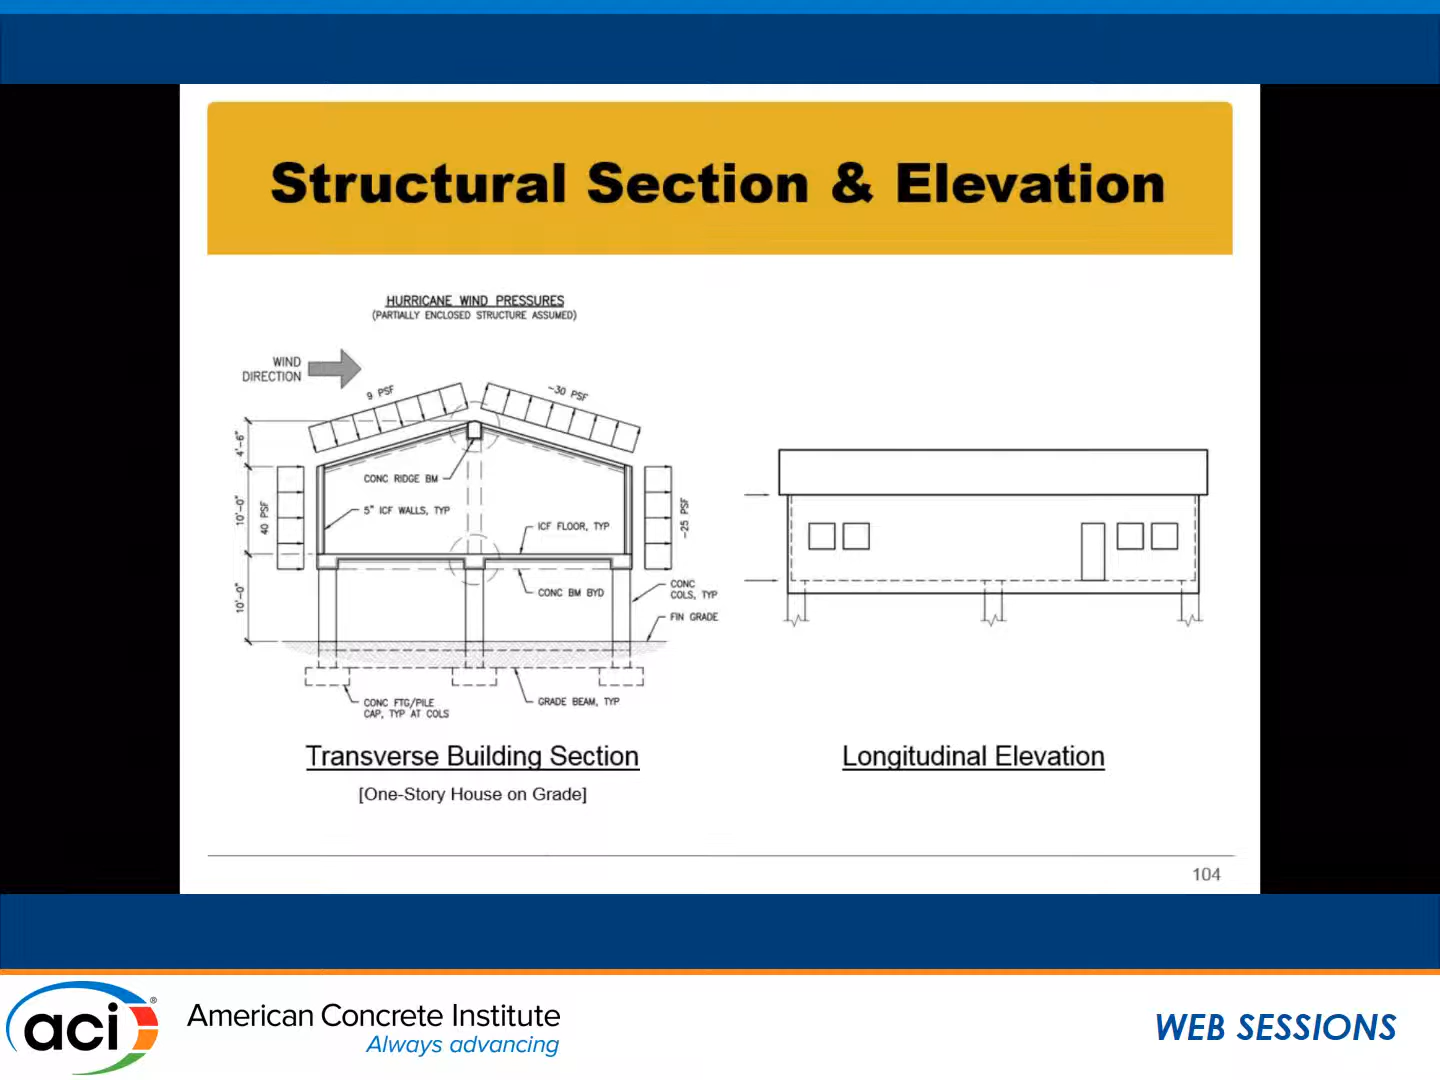 Structural Section & Elevation
HURRICANE WIND PRESSURES
(PARTIALLY ENCLOSED STRUCTURE ASSUMED)
WIND
DIRECTION
9 PSF
-30 PSF
4'-6"
CONC RIDGE BM
10'-0"
40 PSF
5" ICF WALLS, TYP
ICF FLOOR, TYP
-25 PSF
10'-0"
CONC BM BYD
CONC
COLS, TYP
FIN GRADE
CONC FTG/PILE
CAP, TYP AT COLS
GRADE BEAM, TYP
Transverse Building Section
[One-Story House on Grade]
Longitudinal Elevation
104
aci®
American Concrete Institute
Always advancing
WEB SESSIONS